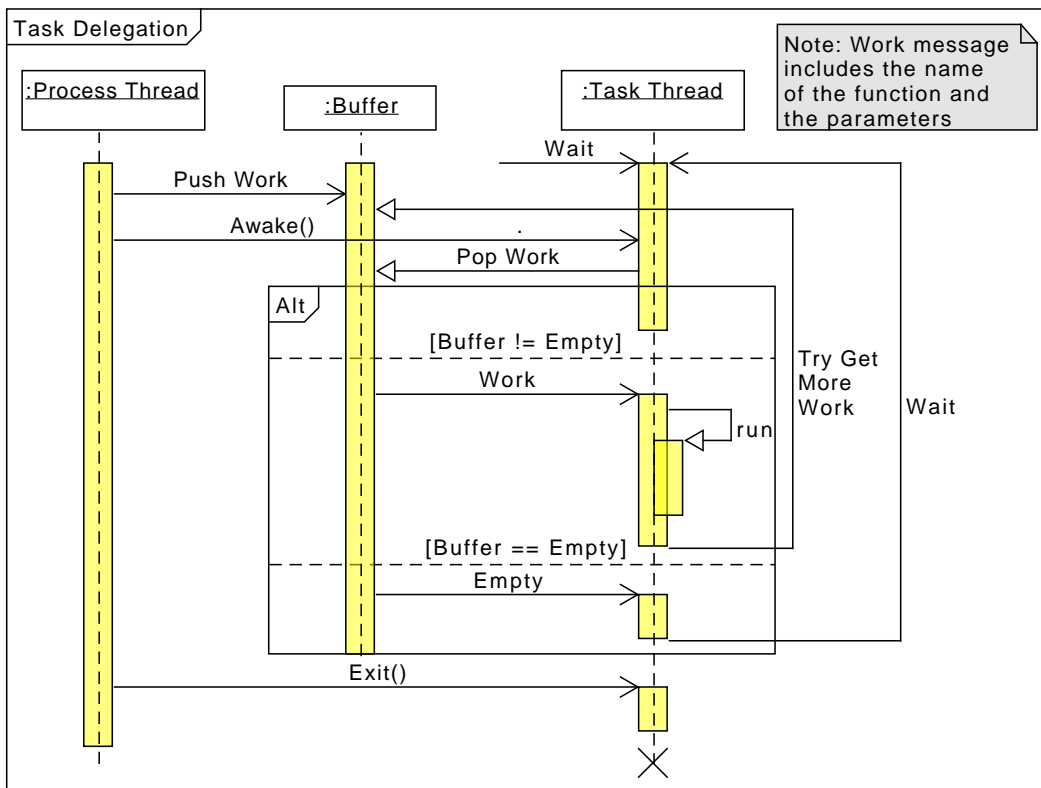 Task Delegation
Note: Work message
includes the name
of the function and
the parameters
:Process Thread
:Buffer
:Task Thread
Wait
Push Work
Awake()
.
Pop Work
Alt
[Buffer != Empty]
Try Get
More
Work
Work
Wait
run
[Buffer == Empty]
Empty
Exit()